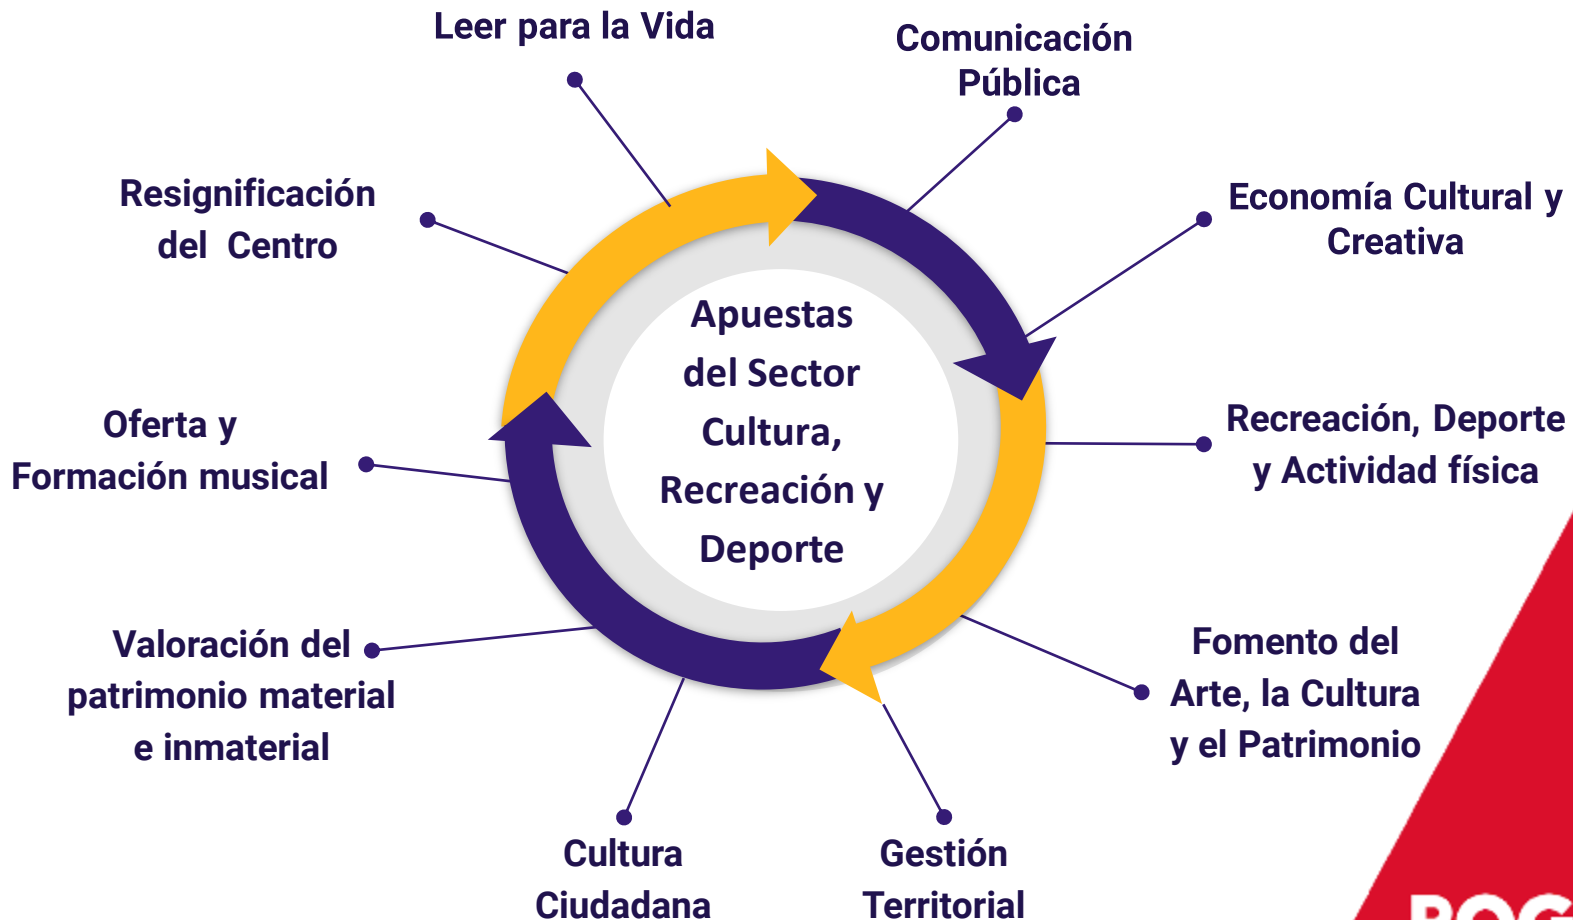 Leer para la Vida
Comunicación
Pública
Economía Cultural y
Creativa
Recreación, Deporte
y Actividad física
Fomento del
Arte, la Cultura
y el Patrimonio
Gestión
Territorial
Cultura
Ciudadana
Valoración del
patrimonio material
e inmaterial
Oferta y
Formación musical
Resignificación
del Centro
Apuestas
del Sector
Cultura,
Recreación y
Deporte